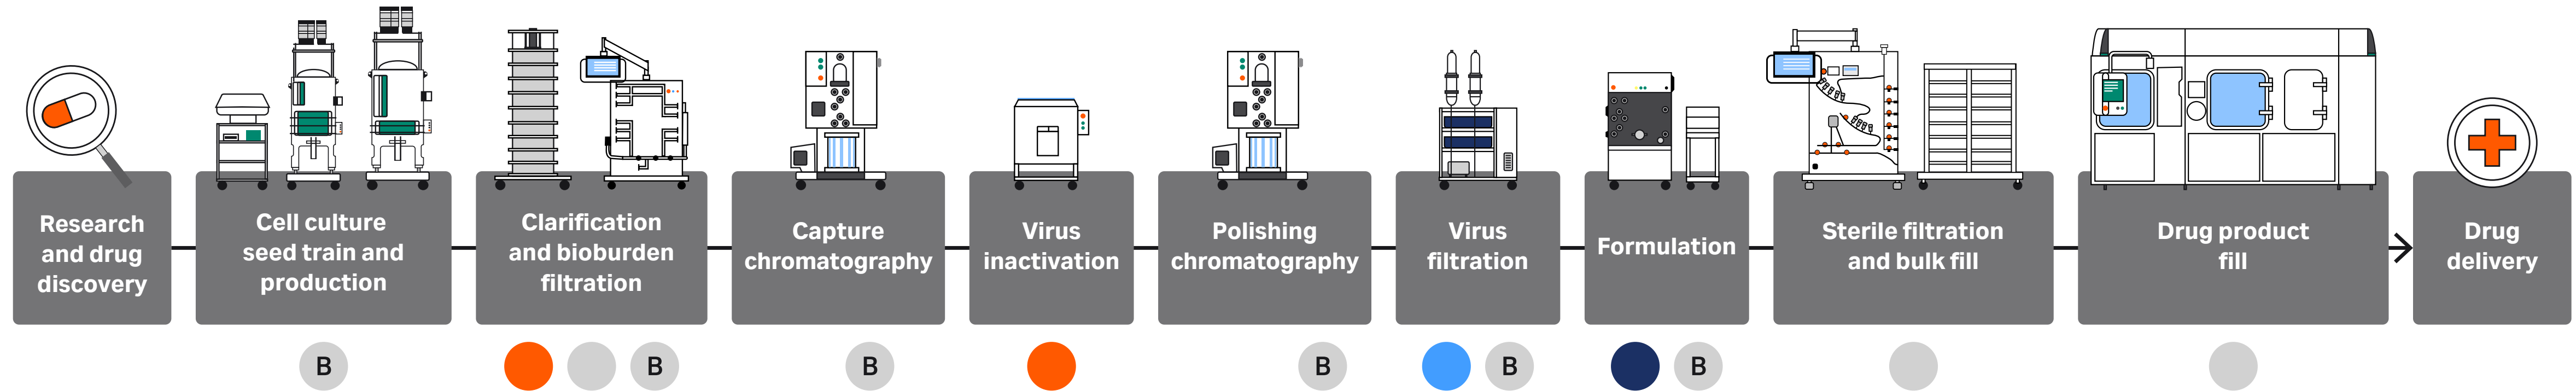 Research
and drug
discovery
Cell culture
seed train and
production
Clarification
and bioburden
filtration
Capture
chromatography
Virus
inactivation
Polishing
chromatography
Virus
filtration
Formulation
Sterile filtration
and bulk fill
Drug product
fill
Drug
delivery
B
B
B
B
B
B